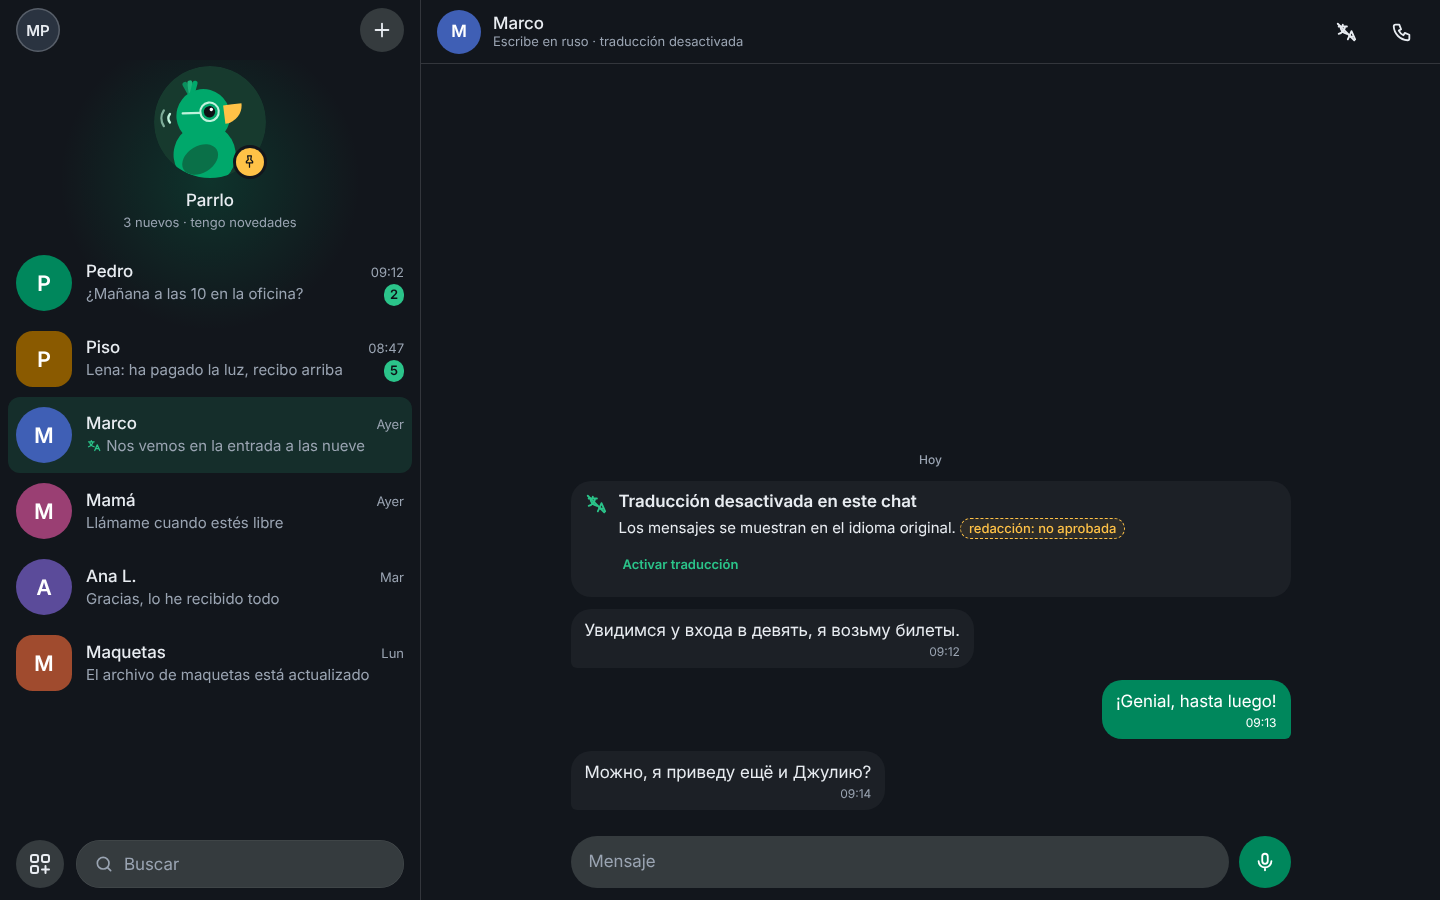 MP
Parrlo
3 nuevos · tengo novedades
P
Pedro
09:12
¿Mañana a las 10 en la oficina?
2
P
Piso
08:47
Lena: ha pagado la luz, recibo arriba
5
M
Marco
Ayer
Nos vemos en la entrada a las nueve
M
Mamá
Ayer
Llámame cuando estés libre
A
Ana L.
Mar
Gracias, lo he recibido todo
M
Maquetas
Lun
El archivo de maquetas está actualizado
Buscar
M
Marco
Escribe en ruso · traducción desactivada
Hoy
Traducción desactivada en este chat
Los mensajes se muestran en el idioma original. redacción: no aprobada
Activar traducción
Увидимся у входа в девять, я возьму билеты.
09:12
¡Genial, hasta luego!
09:13
Можно, я приведу ещё и Джулию?
09:14
Mensaje